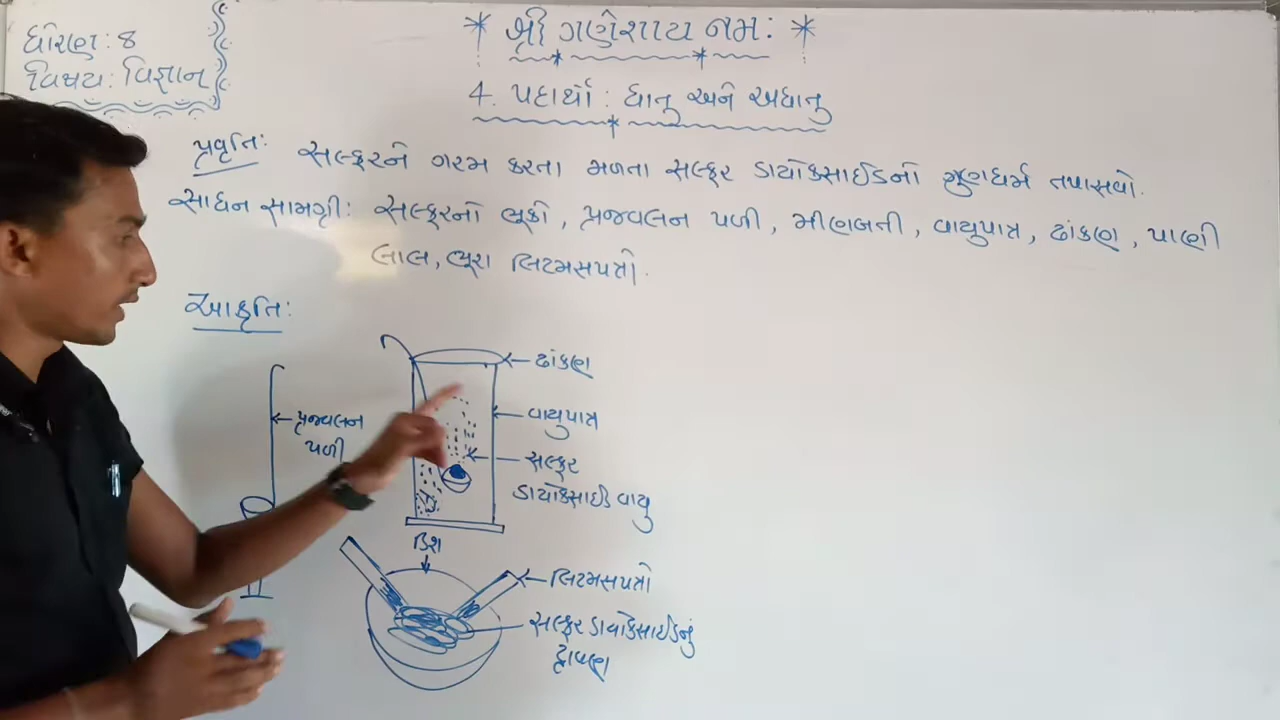 ધોરણ: ૪
વિષય: વિજ્ઞાન
* શ્રી ગણેશાય નમઃ *
4. પદાર્થો: ધાતુ અને અધાતુ
પ્રવૃતિ: સલ્ફરને ગરમ કરતા મળતા સલ્ફર ડાયોક્સાઈડનો ગુણધર્મ તપાસવો.
સાધન સામગ્રી: સલ્ફરનો ભૂકો, પ્રજ્વલન પળી, મીણબત્તી, વાયુપાત્ર, ઢાંકણ, પાણી
લાલ, ભૂરા લિટમસપત્રો.
આકૃતિ:
ઢાંકણ
વાયુપાત્ર
પ્રજ્વલન
પળી
સલ્ફર
ડાયોક્સાઈડ વાયુ
ડિશ
લિટમસપત્રો
સલ્ફર ડાયોક્સાઈડનું
દ્રાવણ